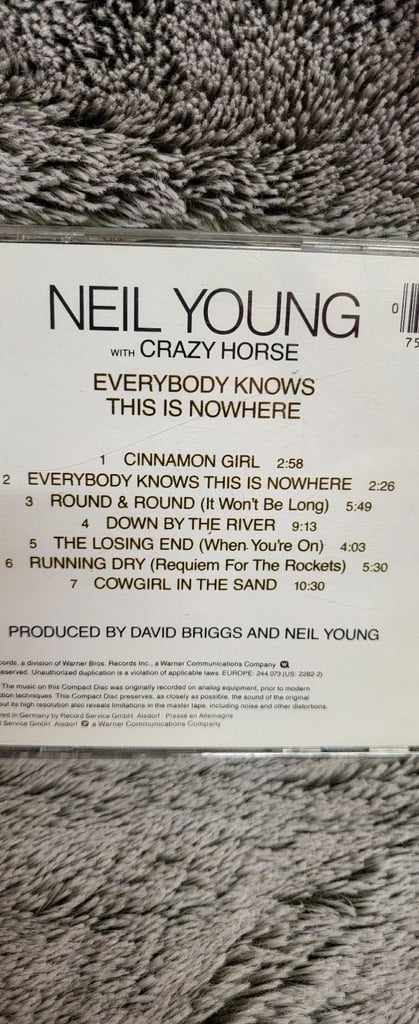 NEIL YOUNG
WITH CRAZY HORSE
0
75
EVERYBODY KNOWS
THIS IS NOWHERE
1 CINNAMON GIRL 2:58
2 EVERYBODY KNOWS THIS IS NOWHERE 2:26
3 ROUND & ROUND (It Won't Be Long) 5:49
4 DOWN BY THE RIVER 9:13
5 THE LOSING END (When You're On) 4:03
6 RUNNING DRY (Requiem For The Rockets) 5:30
7 COWGIRL IN THE SAND 10:30
PRODUCED BY DAVID BRIGGS AND NEIL YOUNG
cords, a division of Warner Bros. Records Inc., a Warner Communications Company
eserved. Unauthorized duplication is a violation of applicable laws. EUROPE: 244 073 (US: 2282-2)
The music on this Compact Disc was originally recorded on analog equipment, prior to modern
tion techniques. This Compact Disc preserves, as closely as possible, the sound of the original
but its high resolution also reveals limitations in the master tape, including noise and other distortions.
red in Germany by Record Service GmbH, Alsdorf · Pressé en Allemagne
Service GmbH, Alsdorf a Warner Communications Company